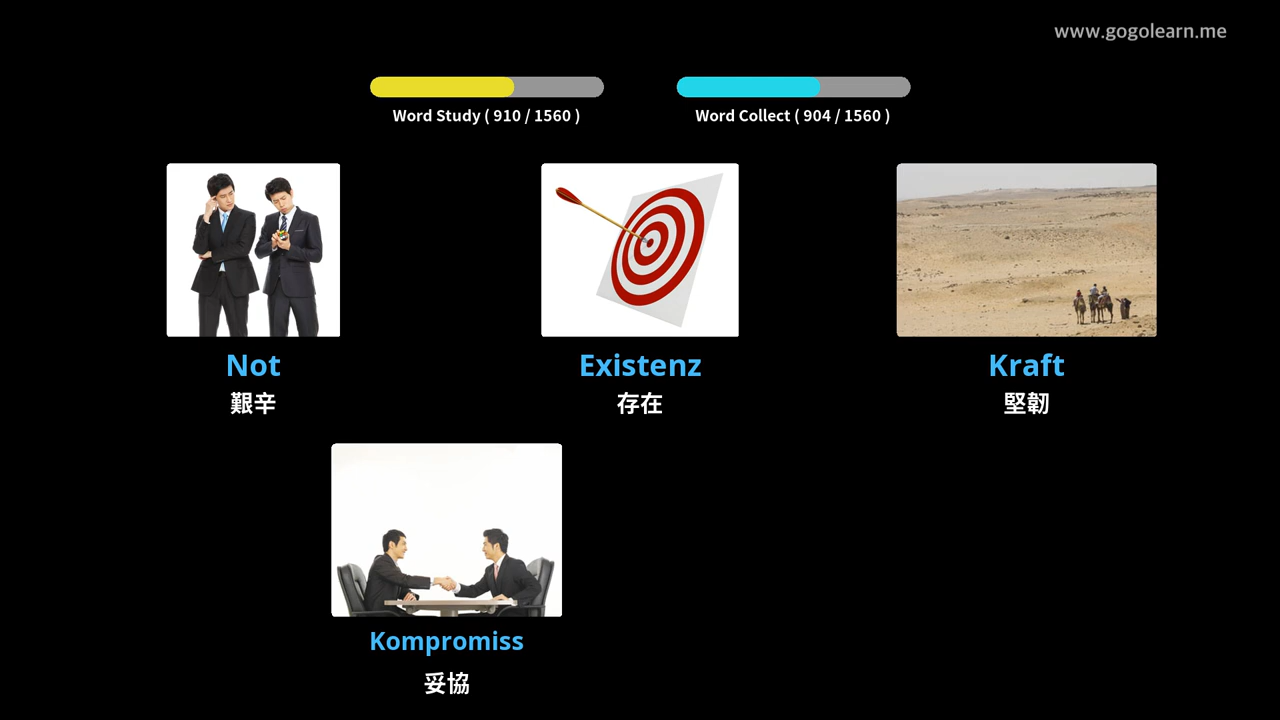 www.gogolearn.me
Word Study ( 910 / 1560 )
Word Collect ( 904 / 1560 )
Not
艱辛
Existenz
存在
Kraft
堅韌
Kompromiss
妥協